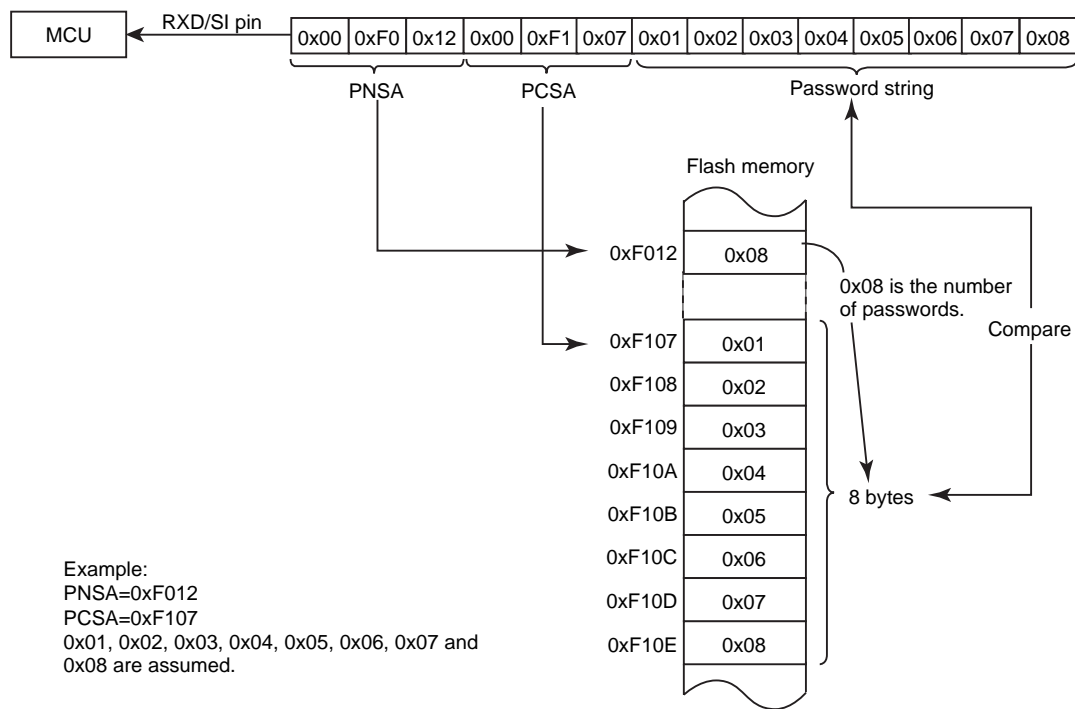 MCU
RXD/SI pin
0x00 0xF0 0x12 0x00 0xF1 0x07 0x01 0x02 0x03 0x04 0x05 0x06 0x07 0x08
PNSA
PCSA
Password string
Flash memory
0xF012 0x08
0x08 is the number
of passwords.
Compare
0xF107 0x01
0xF108 0x02
0xF109 0x03
0xF10A 0x04
0xF10B 0x05
0xF10C 0x06
0xF10D 0x07
0xF10E 0x08
8 bytes
Example:
PNSA=0xF012
PCSA=0xF107
0x01, 0x02, 0x03, 0x04, 0x05, 0x06, 0x07 and
0x08 are assumed.